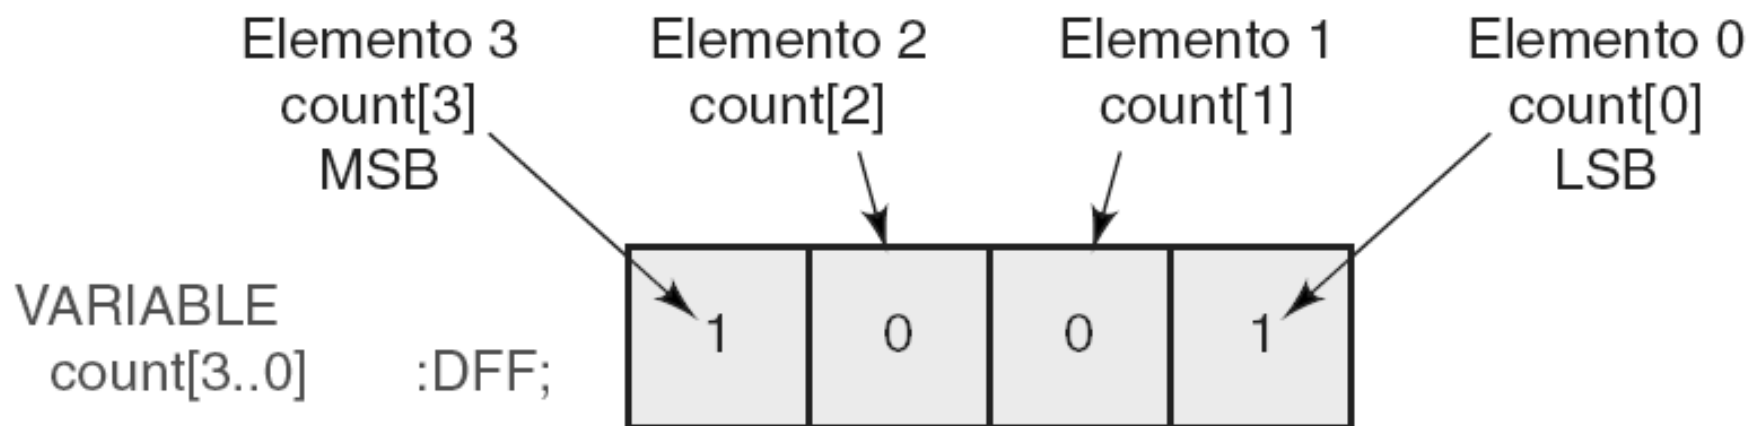 Elemento 3 Elemento 2 Elemento 1 Elemento 0
count[3] count[2] count[1] count[0]
MSB LSB
VARIABLE
count[3..0] :DFF;
1 0 0 1